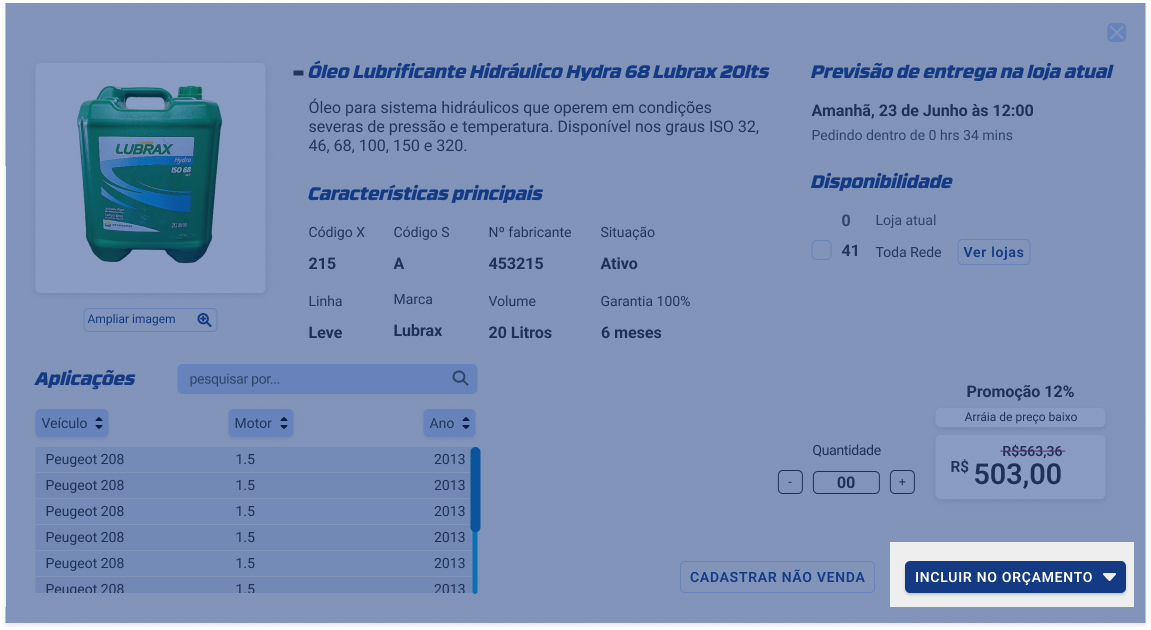 Óleo Lubrificante Hidráulico Hydra 68 Lubrax 20lts
Óleo para sistema hidráulicos que operem em condições
severas de pressão e temperatura. Disponível nos graus ISO 32,
46, 68, 100, 150 e 320.
LUBRAX
Hydra
ISO 68
20 litros
Ampliar imagem
Características principais
Código X Código S Nº fabricante Situação
215 A 453215 Ativo
Linha Marca Volume Garantia 100%
Leve Lubrax 20 Litros 6 meses
Previsão de entrega na loja atual
Amanhã, 23 de Junho às 12:00
Pedindo dentro de 0 hrs 34 mins
Disponibilidade
0 Loja atual
41 Toda Rede Ver lojas
Aplicações pesquisar por...
Veículo Motor Ano
Peugeot 208 1.5 2013
Peugeot 208 1.5 2013
Peugeot 208 1.5 2013
Peugeot 208 1.5 2013
Peugeot 208 1.5 2013
Peugeot 208 1.5 2013
Promoção 12%
Arráia de preço baixo
Quantidade
- 00 +
R$563,36
R$ 503,00
CADASTRAR NÃO VENDA
INCLUIR NO ORÇAMENTO